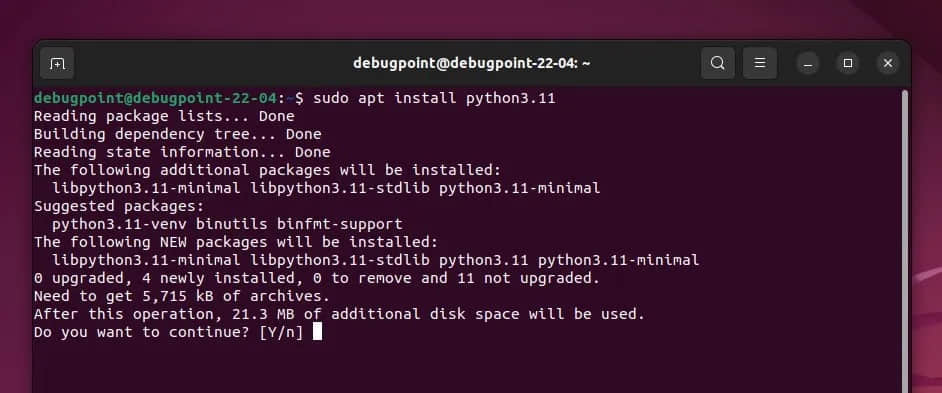 debugpoint@debugpoint-22-04: ~
debugpoint@debugpoint-22-04:~$ sudo apt install python3.11
Reading package lists... Done
Building dependency tree... Done
Reading state information... Done
The following additional packages will be installed:
  libpython3.11-minimal libpython3.11-stdlib python3.11-minimal
Suggested packages:
  python3.11-venv binutils binfmt-support
The following NEW packages will be installed:
  libpython3.11-minimal libpython3.11-stdlib python3.11 python3.11-minimal
0 upgraded, 4 newly installed, 0 to remove and 11 not upgraded.
Need to get 5,715 kB of archives.
After this operation, 21.3 MB of additional disk space will be used.
Do you want to continue? [Y/n]